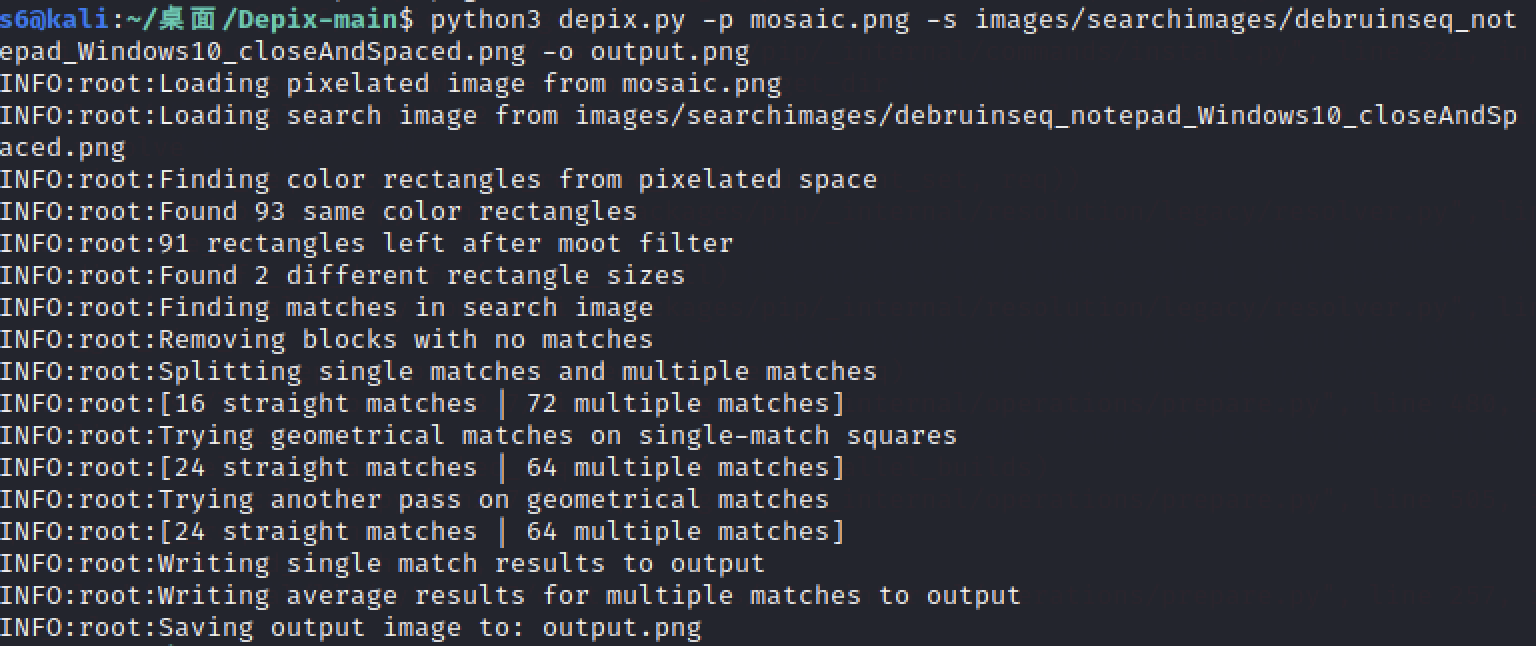 s6@kali:~/桌面/Depix-main$ python3 depix.py -p mosaic.png -s images/searchimages/debruinseq_not
epad_Windows10_closeAndSpaced.png -o output.png
INFO:root:Loading pixelated image from mosaic.png
INFO:root:Loading search image from images/searchimages/debruinseq_notepad_Windows10_closeAndSp
aced.png
INFO:root:Finding color rectangles from pixelated space
INFO:root:Found 93 same color rectangles
INFO:root:91 rectangles left after moot filter
INFO:root:Found 2 different rectangle sizes
INFO:root:Finding matches in search image
INFO:root:Removing blocks with no matches
INFO:root:Splitting single matches and multiple matches
INFO:root:[16 straight matches | 72 multiple matches]
INFO:root:Trying geometrical matches on single-match squares
INFO:root:[24 straight matches | 64 multiple matches]
INFO:root:Trying another pass on geometrical matches
INFO:root:[24 straight matches | 64 multiple matches]
INFO:root:Writing single match results to output
INFO:root:Writing average results for multiple matches to output
INFO:root:Saving output image to: output.png